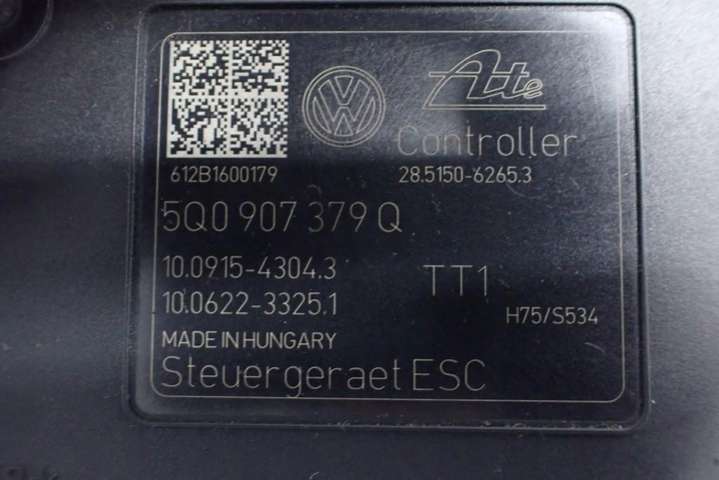 Ate
Controller
612B1600179
28.5150-6265.3
5Q0 907 379 Q
10.0915-4304.3
TT1
10.0622-3325.1
H75/S534
MADE IN HUNGARY
Steuergeraet ESC